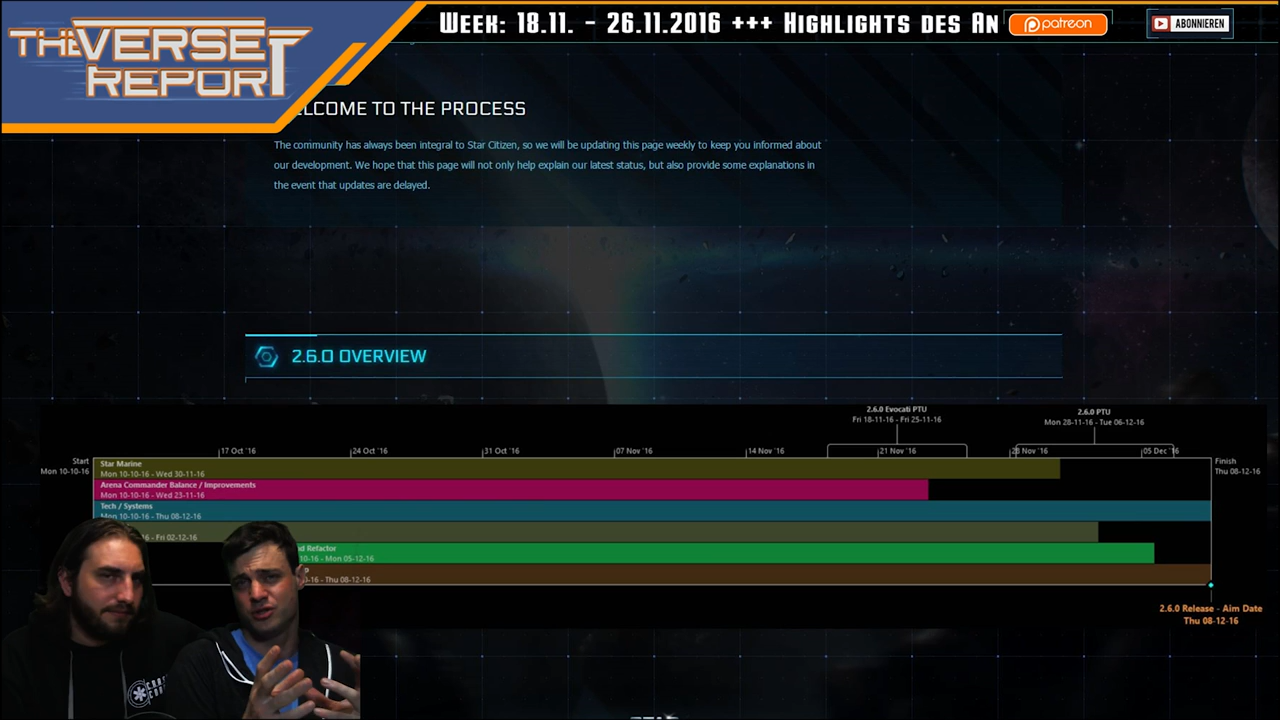 THE VERSE
REPORT
WEEK: 18.11. - 26.11.2016 +++ HIGHLIGHTS DES AN
patreon
ABONNIEREN
LCOME TO THE PROCESS
The community has always been integral to Star Citizen, so we will be updating this page weekly to keep you informed about
our development. We hope that this page will not only help explain our latest status, but also provide some explanations in
the event that updates are delayed.
2.6.0 OVERVIEW
2.6.0 Evocati PTU
Fri 18-11-16 - Fri 25-11-16
2.6.0 PTU
Mon 28-11-16 - Tue 06-12-16
17 Oct '16
24 Oct '16
31 Oct '16
07 Nov '16
14 Nov '16
21 Nov '16
28 Nov '16
05 Dec '16
Start
Mon 10-10-16
Finish
Thu 08-12-16
Star Marine
Mon 10-10-16 - Wed 30-11-16
Arena Commander Balance / Improvements
Mon 10-10-16 - Wed 23-11-16
Tech / Systems
Mon 10-10-16 - Thu 08-12-16
-16 - Fri 02-12-16
nd Refactor
10-16 - Mon 05-12-16
0-16 - Thu 08-12-16
2.6.0 Release - Aim Date
Thu 08-12-16